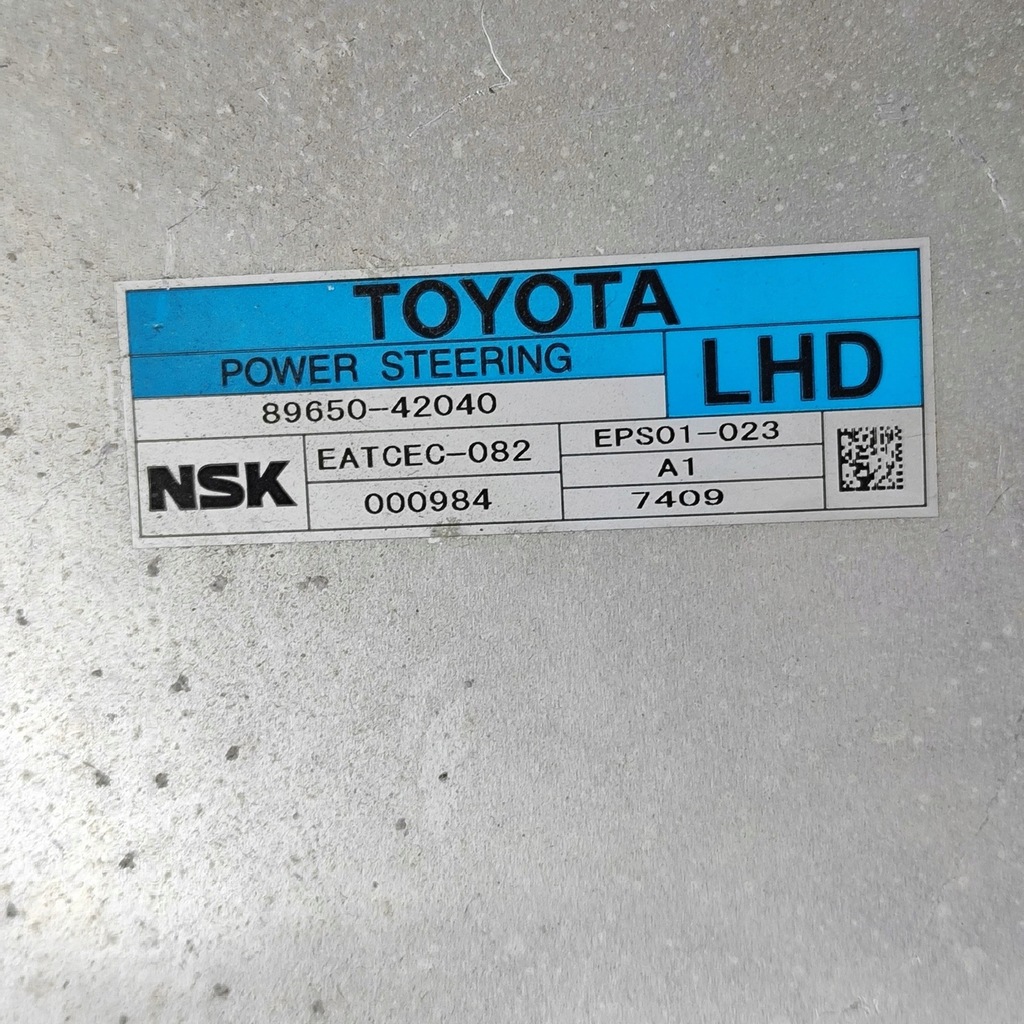 TOYOTA
POWER STEERING
LHD
89650-42040
NSK
EATCEC-082
000984
EPS01-023
A1
7409